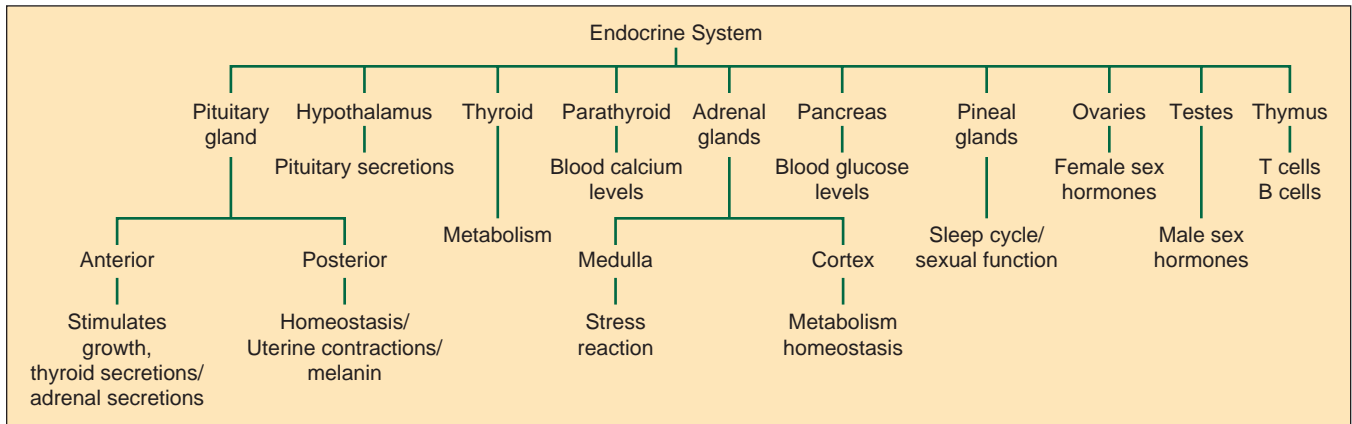 Endocrine System
Pituitary
gland
Hypothalamus
Pituitary secretions
Thyroid
Metabolism
Parathyroid
Blood calcium
levels
Adrenal
glands
Pancreas
Blood glucose
levels
Pineal
glands
Sleep cycle/
sexual function
Ovaries
Female sex
hormones
Testes
Male sex
hormones
Thymus
T cells
B cells
Anterior
Stimulates
growth,
thyroid secretions/
adrenal secretions
Posterior
Homeostasis/
Uterine contractions/
melanin
Medulla
Stress
reaction
Cortex
Metabolism
homeostasis